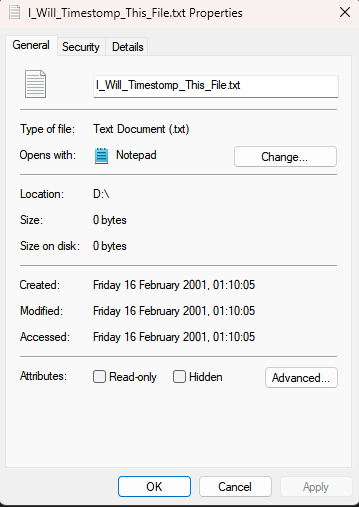 I_Will_Timestomp_This_File.txt Properties
General Security Details
I_Will_Timestomp_This_File.txt
Type of file: Text Document (.txt)
Opens with: Notepad Change...
Location: D:\
Size: 0 bytes
Size on disk: 0 bytes
Created: Friday 16 February 2001, 01:10:05
Modified: Friday 16 February 2001, 01:10:05
Accessed: Friday 16 February 2001, 01:10:05
Attributes: Read-only Hidden Advanced...
OK Cancel Apply